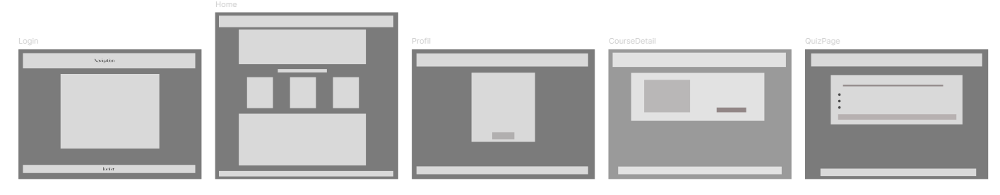 Home
Login
Profil
CourseDetail
QuizPage
Navigation
footer